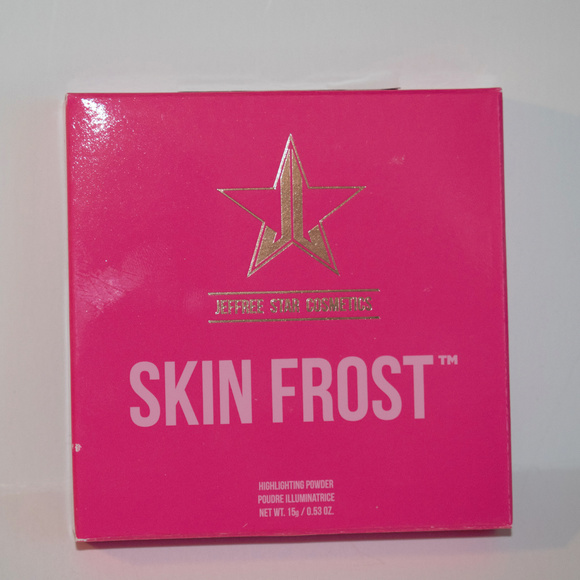 JEFFREE STAR COSMETICS
SKIN FROST™
HIGHLIGHTING POWDER
POUDRE ILLUMINATRICE
NET WT. 15g / 0.53 OZ.